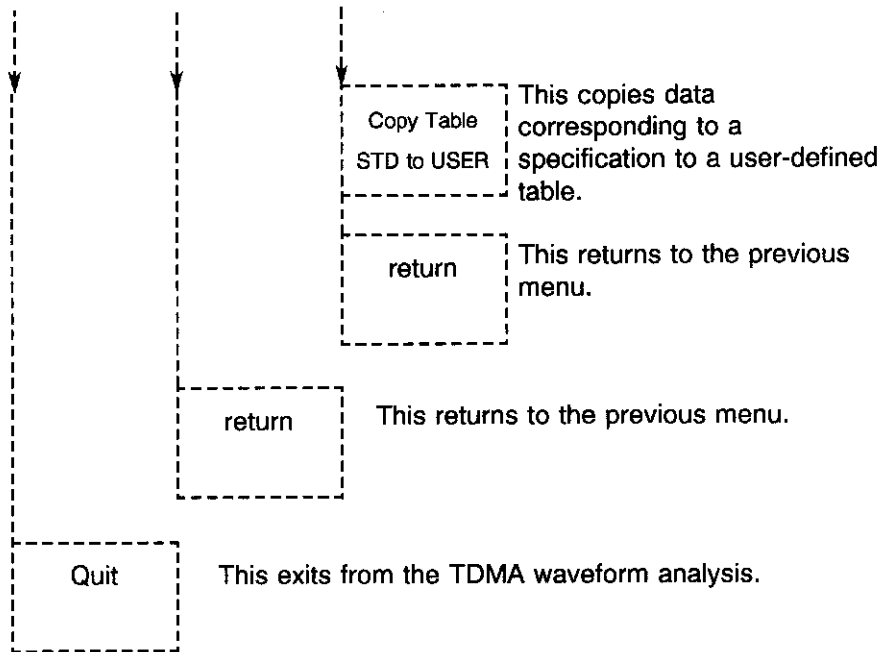 Copy Table
STD to USER
This copies data
corresponding to a
specification to a user-defined
table.
return
This returns to the previous
menu.
return
This returns to the previous menu.
Quit
This exits from the TDMA waveform analysis.